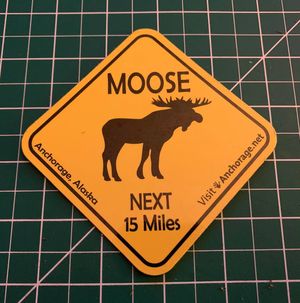 MOOSE
NEXT
15 Miles
Anchorage, Alaska
Visit Anchorage.net